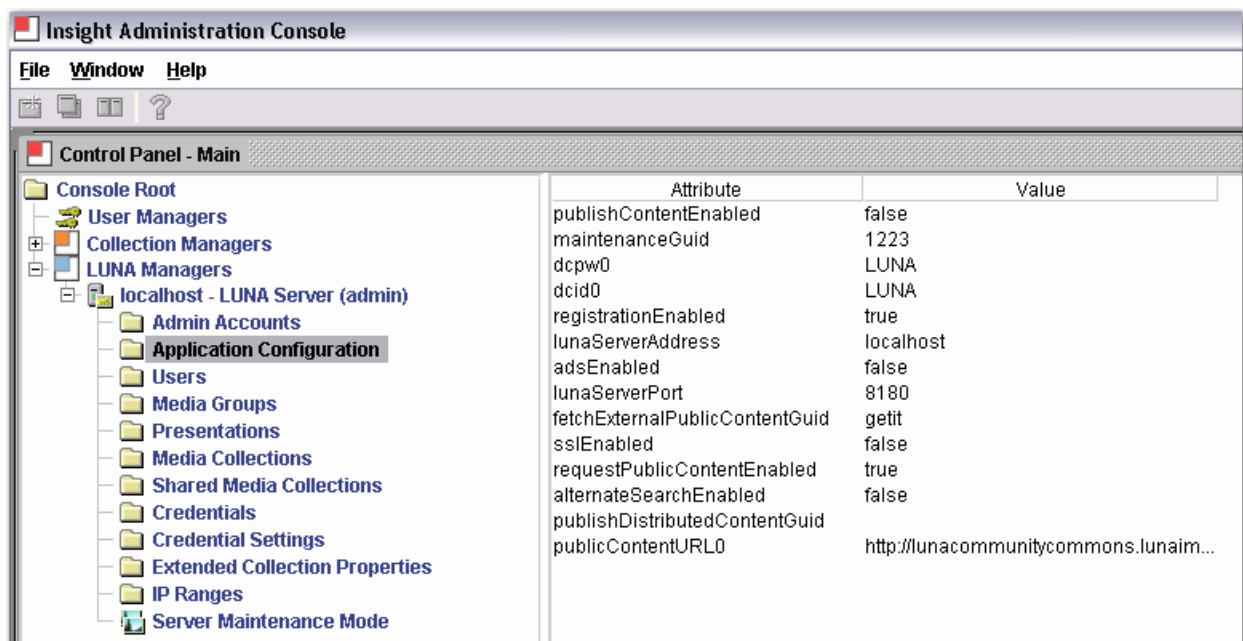 Insight Administration Console
File Window Help
Control Panel - Main
Console Root
User Managers
Collection Managers
LUNA Managers
localhost - LUNA Server (admin)
Admin Accounts
Application Configuration
Users
Media Groups
Presentations
Media Collections
Shared Media Collections
Credentials
Credential Settings
Extended Collection Properties
IP Ranges
Server Maintenance Mode
Attribute Value
publishContentEnabled false
maintenanceGuid 1223
dcpw0 LUNA
dcid0 LUNA
registrationEnabled true
lunaServerAddress localhost
adsEnabled false
lunaServerPort 8180
fetchExternalPublicContentGuid getit
sslEnabled false
requestPublicContentEnabled true
alternateSearchEnabled false
publishDistributedContentGuid
publicContentURL0 http://lunacommunitycommons.lunaim...